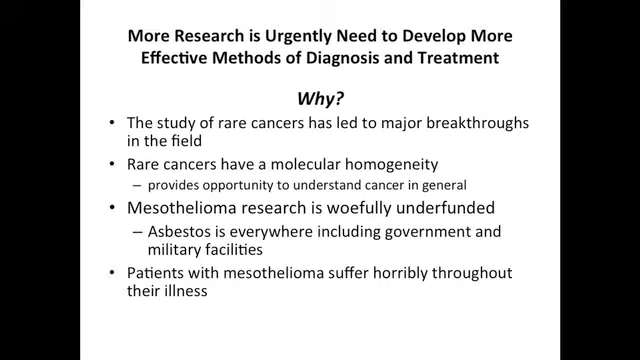 More Research is Urgently Need to Develop More
Effective Methods of Diagnosis and Treatment
Why?
• The study of rare cancers has led to major breakthroughs
in the field
• Rare cancers have a molecular homogeneity
– provides opportunity to understand cancer in general
• Mesothelioma research is woefully underfunded
– Asbestos is everywhere including government and
military facilities
• Patients with mesothelioma suffer horribly throughout
their illness